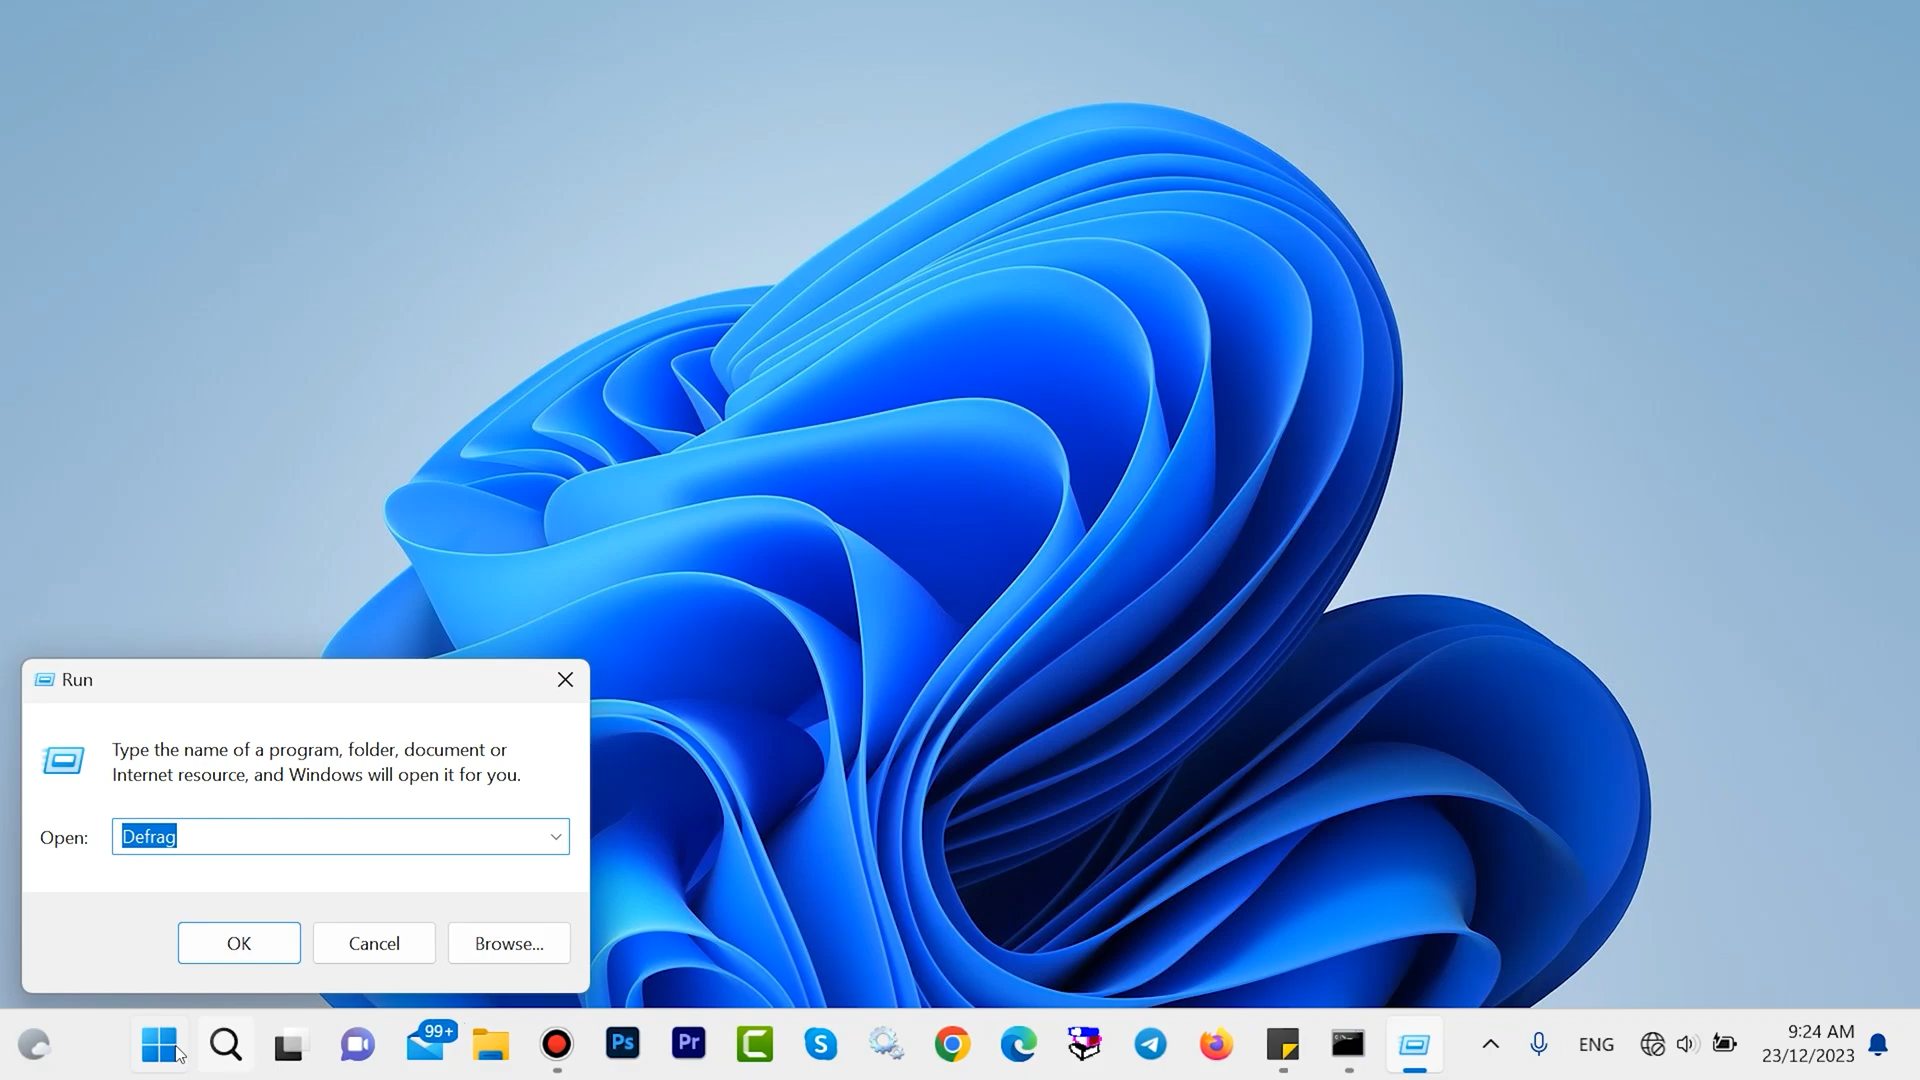 Run
Type the name of a program, folder, document or
Internet resource, and Windows will open it for you.
Open: Defrag
OK Cancel Browse...
99+
Ps
Pr
S
ENG
9:24 AM
23/12/2023